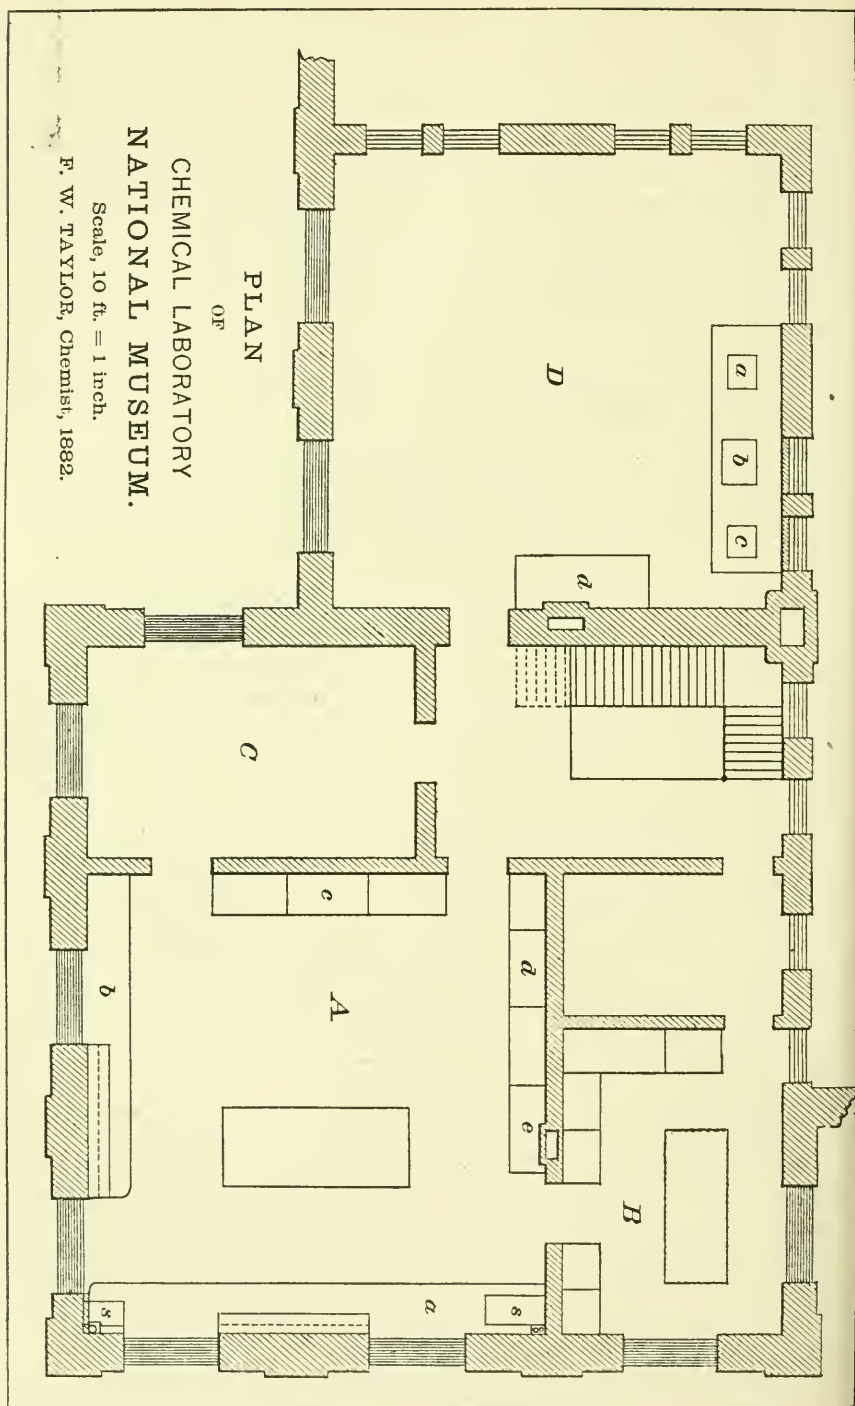 PLAN
OF
CHEMICAL LABORATORY
NATIONAL MUSEUM.
Scale, 10 ft. = 1 inch.
F. W. TAYLOR, Chemist, 1882.
D
a
b
c
d
C
A
b
c
d
e
a
s
s
B